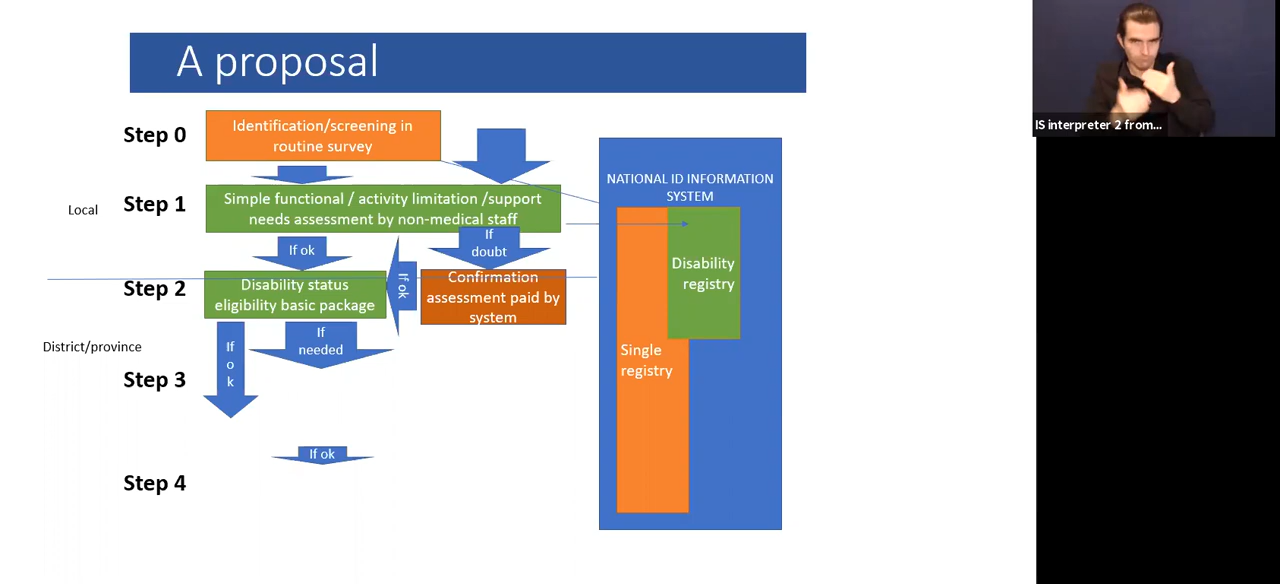 A proposal
Step 0
Identification/screening in
routine survey
Local
Step 1
Simple functional / activity limitation /support
needs assessment by non-medical staff
If ok
If
doubt
Step 2
Disability status
eligibility basic package
If ok
Confirmation
assessment paid by
system
District/province
If
o
k
If
needed
Step 3
If ok
Step 4
NATIONAL ID INFORMATION
SYSTEM
Disability
registry
Single
registry
IS interpreter 2 from...